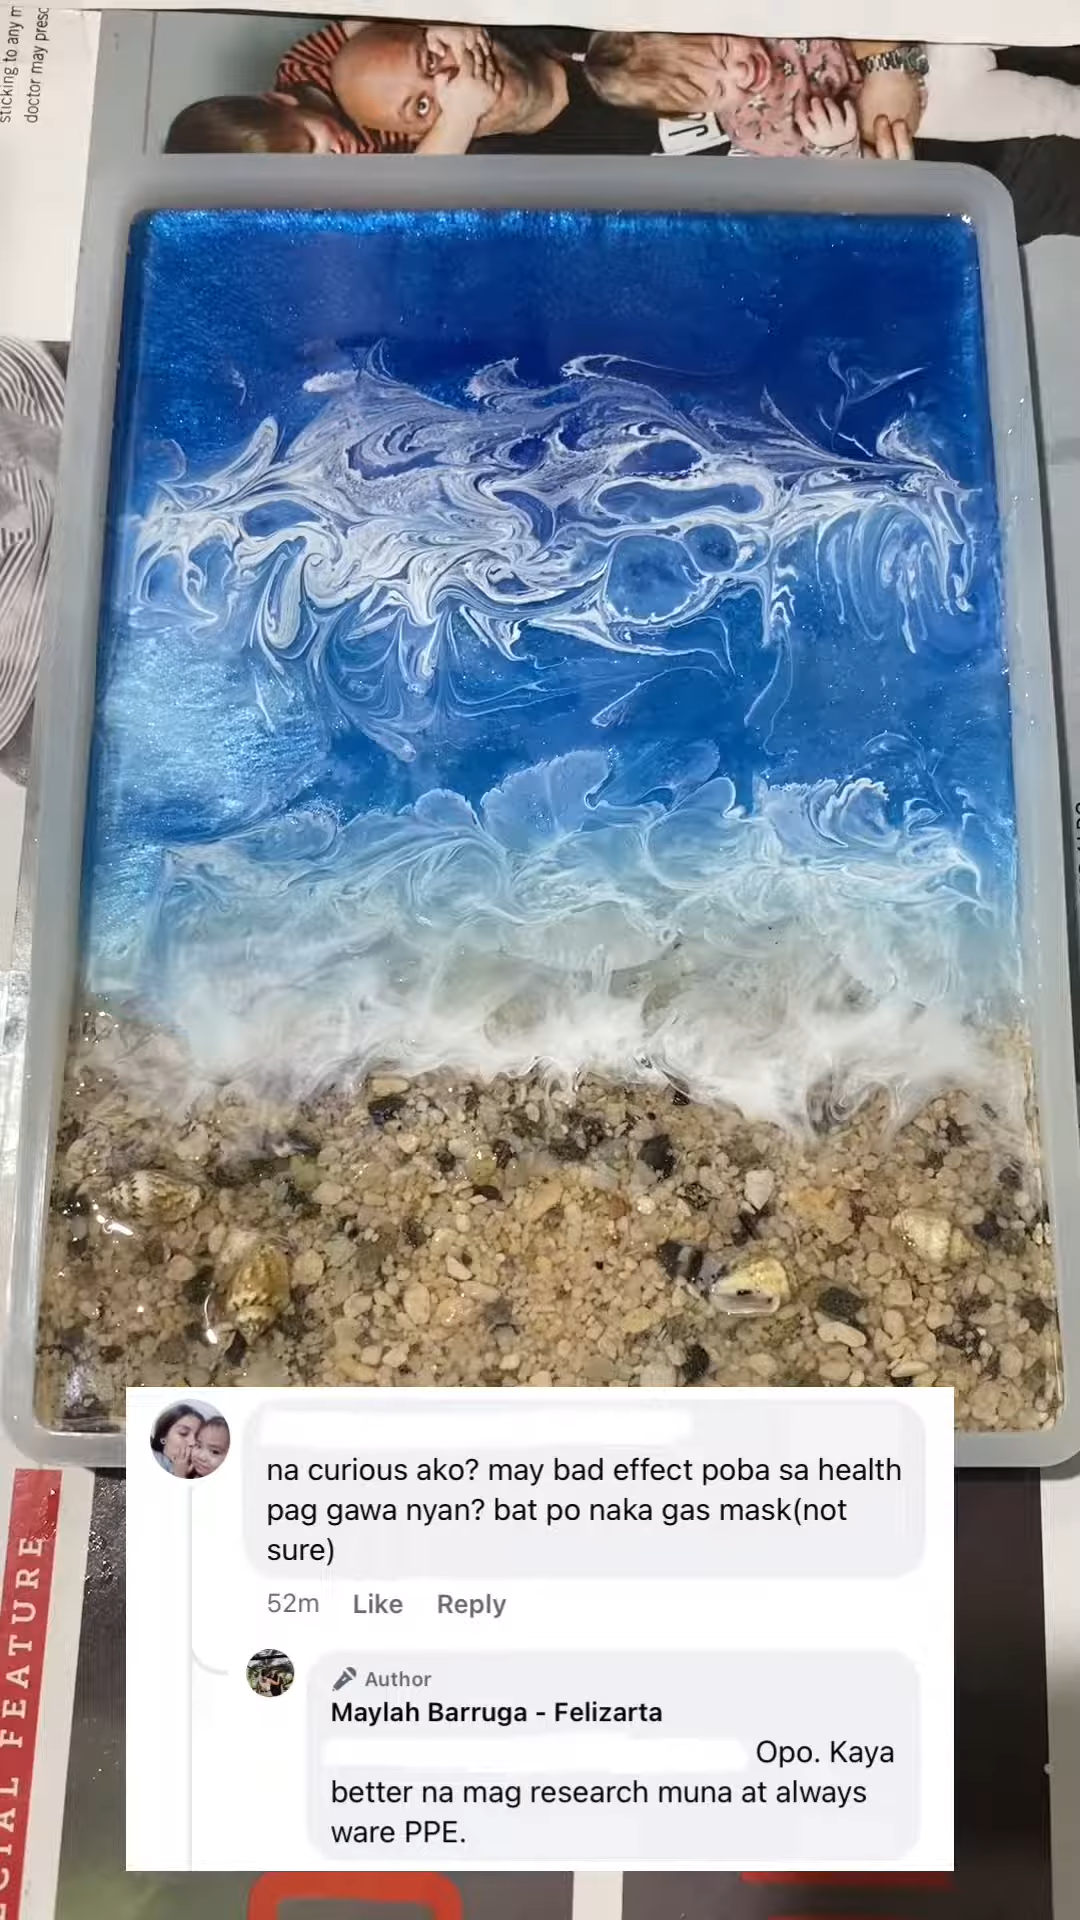 sticking to any m
doctor may presc
na curious ako? may bad effect poba sa health
pag gawa nyan? bat po naka gas mask(not
sure)
52m Like Reply
Author
Maylah Barruga - Felizarta
Opo. Kaya
better na mag research muna at always
ware PPE.
CIAL FEATURE